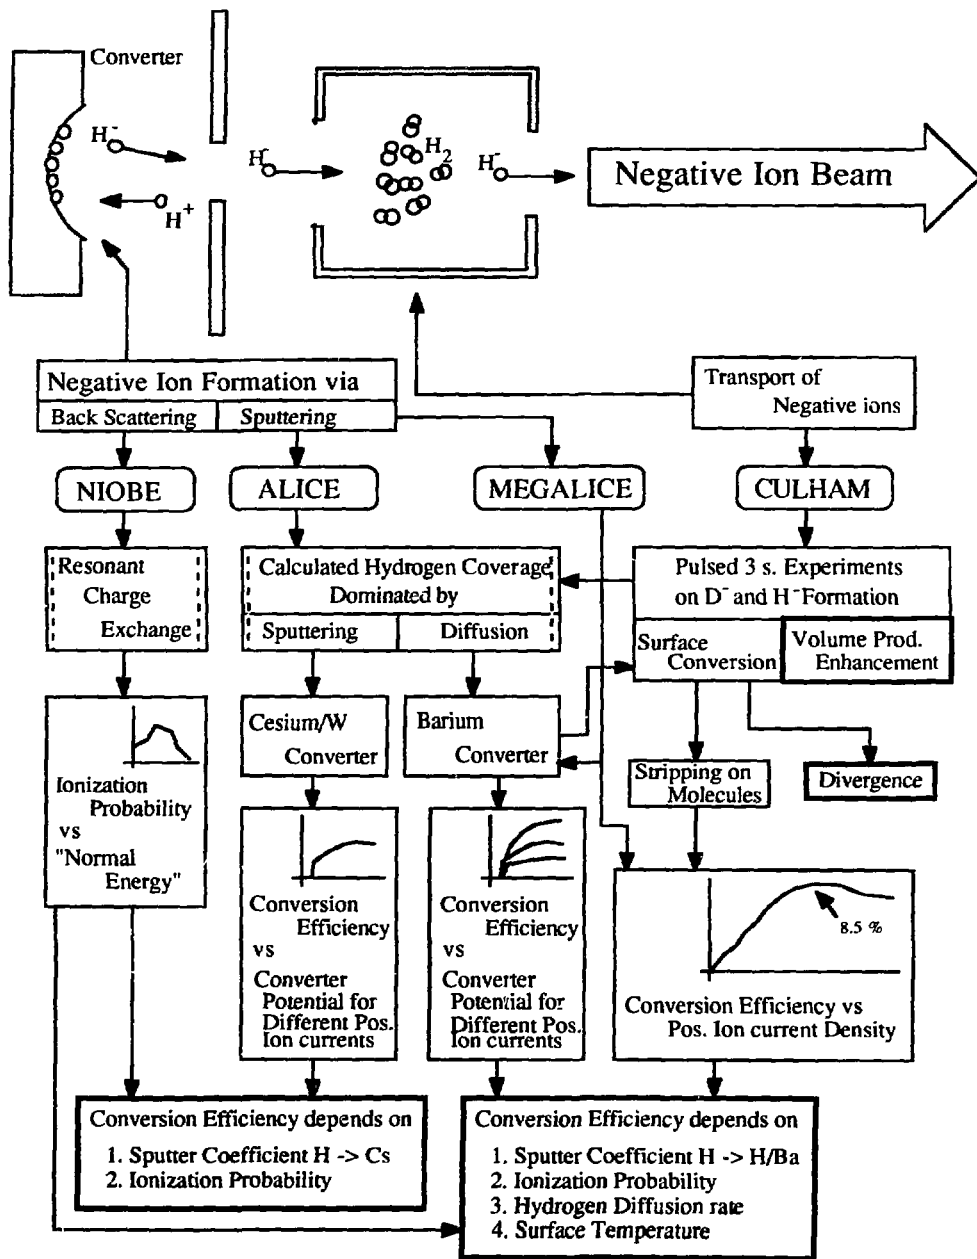 Converter
H-
H+
H-
H2
H-
Negative Ion Beam
Negative Ion Formation via
Back Scattering
Sputtering
Transport of
Negative ions
NIOBE
ALICE
MEGALICE
CULHAM
Resonant
Charge
Exchange
Calculated Hydrogen Coverage
Dominated by
Sputtering
Diffusion
Pulsed 3 s. Experiments
on D- and H- Formation
Surface
Conversion
Volume Prod.
Enhancement
Ionization
Probability
vs
"Normal
Energy"
Cesium/W
Converter
Barium
Converter
Stripping on
Molecules
Divergence
Conversion
Efficiency
vs
Converter
Potential for
Different Pos.
Ion currents
Conversion
Efficiency
vs
Converter
Potential for
Different Pos.
Ion currents
8.5 %
Conversion Efficiency vs
Pos. Ion current Density
Conversion Efficiency depends on
1. Sputter Coefficient H -> Cs
2. Ionization Probability
Conversion Efficiency depends on
1. Sputter Coefficient H -> H/Ba
2. Ionization Probability
3. Hydrogen Diffusion rate
4. Surface Temperature